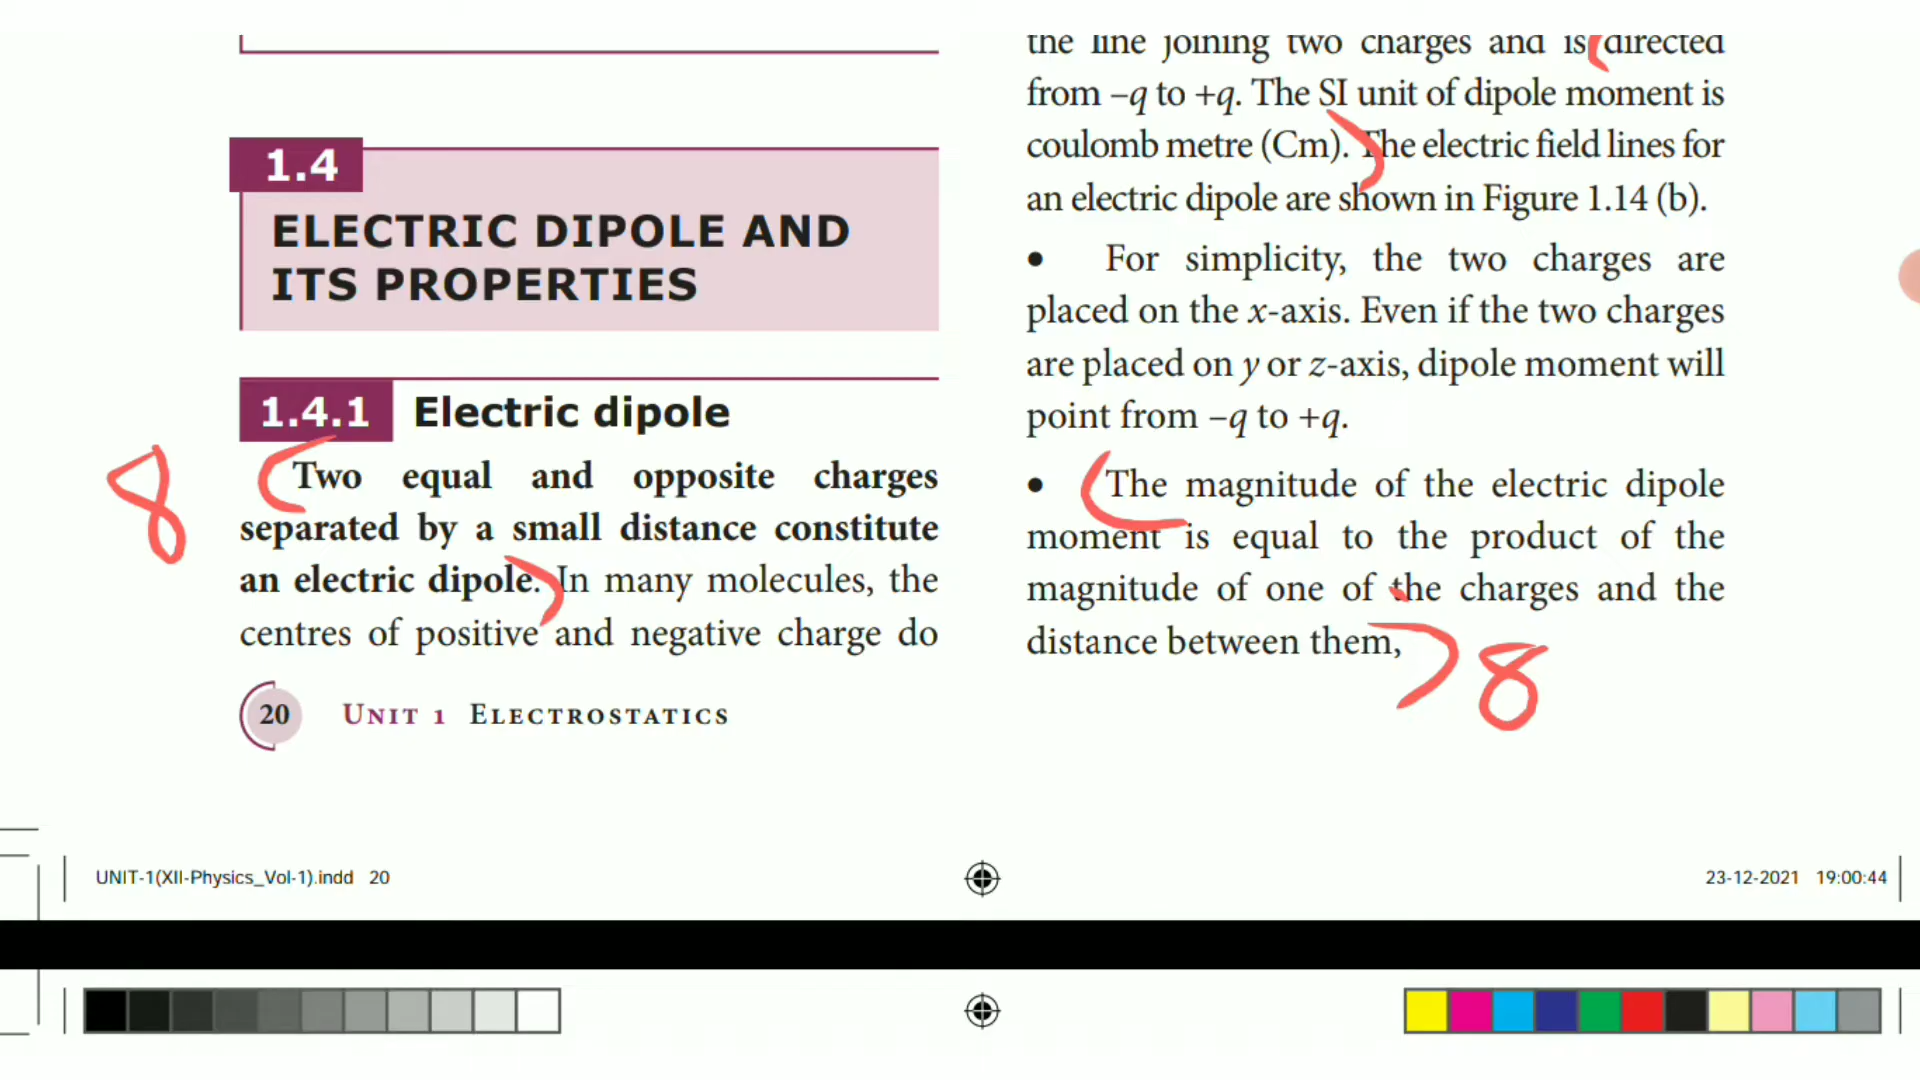 1.4
ELECTRIC DIPOLE AND
ITS PROPERTIES
1.4.1 Electric dipole
8
Two equal and opposite charges
separated by a small distance constitute
an electric dipole. In many molecules, the
centres of positive and negative charge do
20 UNIT 1 ELECTROSTATICS
the line joining two charges and is directed
from –q to +q. The SI unit of dipole moment is
coulomb metre (Cm). The electric field lines for
an electric dipole are shown in Figure 1.14 (b).
• For simplicity, the two charges are
placed on the x-axis. Even if the two charges
are placed on y or z-axis, dipole moment will
point from –q to +q.
• The magnitude of the electric dipole
moment is equal to the product of the
magnitude of one of the charges and the
distance between them,
8
UNIT-1(XII-Physics_Vol-1).indd 20
23-12-2021 19:00:44